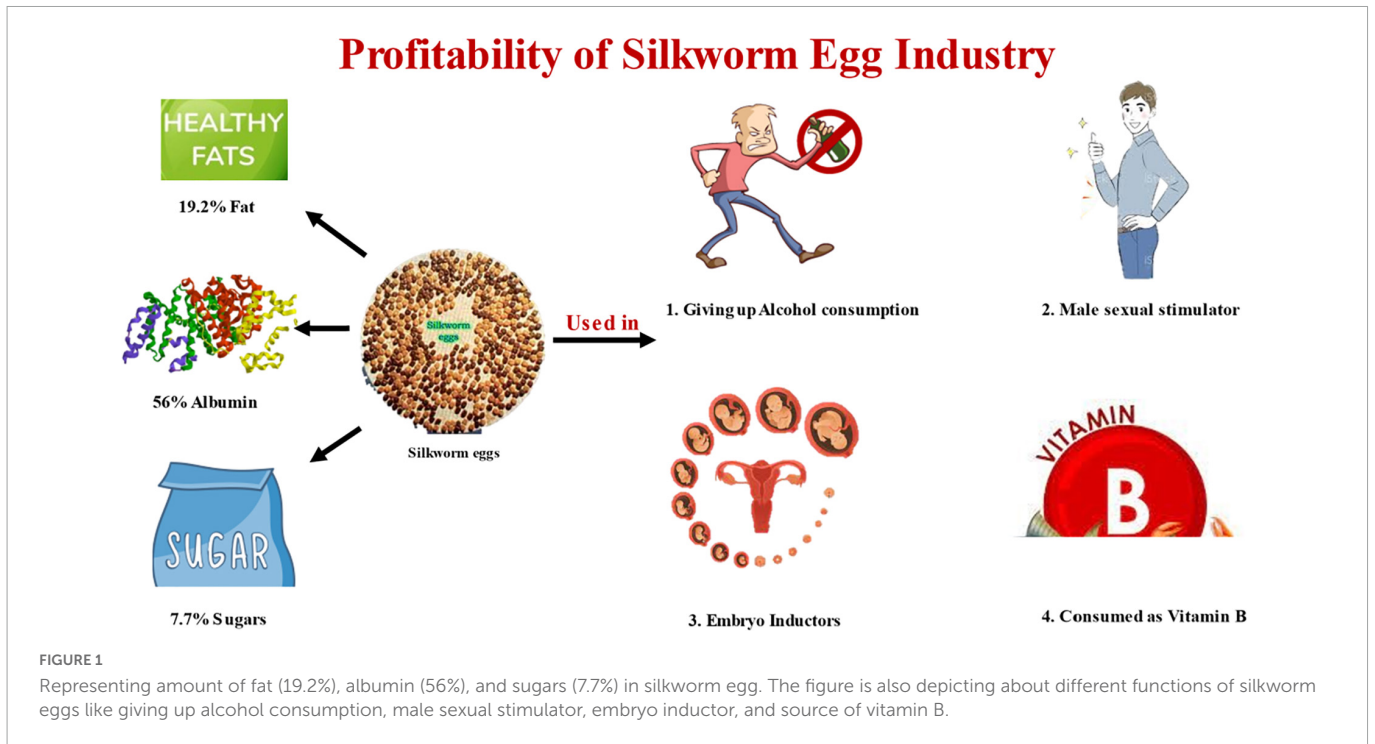 Profitability of Silkworm Egg Industry
HEALTHY
FATS
19.2% Fat
56% Albumin
SUGAR
7.7% Sugars
Silkworm
eggs
Silkworm eggs
Used in
1. Giving up Alcohol consumption
2. Male sexual stimulator
3. Embryo Inductors
VITAMIN
B
4. Consumed as Vitamin B
FIGURE 1
Representing amount of fat (19.2%), albumin (56%), and sugars (7.7%) in silkworm egg. The figure is also depicting about different functions of silkworm
eggs like giving up alcohol consumption, male sexual stimulator, embryo inductor, and source of vitamin B.